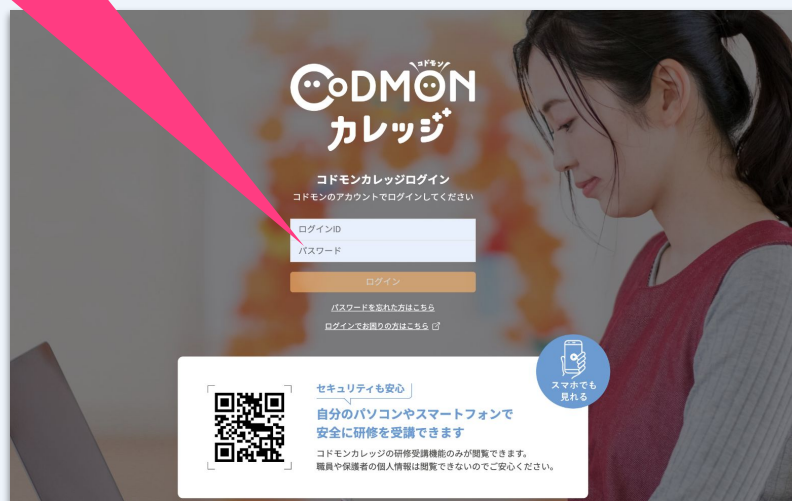 コドモン
CoDMON
カレッジ
コドモンカレッジログイン
コドモンのアカウントでログインしてください
ログインID
パスワード
ログイン
パスワードを忘れた方はこちら
ログインでお困りの方はこちら
スマホでも
見れる
セキュリティも安心
自分のパソコンやスマートフォンで
安全に研修を受講できます
コドモンカレッジの研修受講機能のみが閲覧できます。
職員や保護者の個人情報は閲覧できないのでご安心ください。